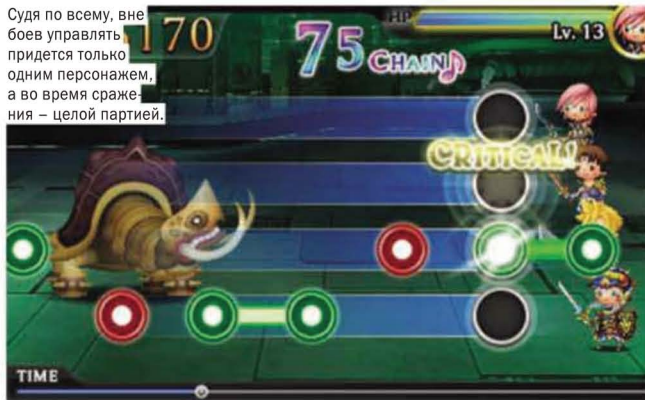 Судя по всему, вне
боев управлять
придется только
одним персонажем,
а во время сраже-
ния – целой партией.
170
75 CHAIN
HP
Lv. 13
CRITICAL!
TIME